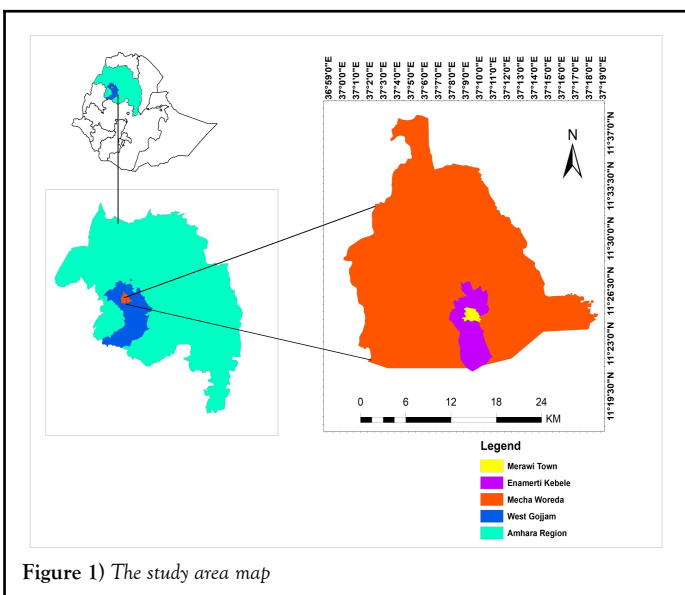 36°59'0"E 37°0'0"E 37°1'0"E 37°2'0"E 37°3'0"E 37°4'0"E 37°5'0"E 37°6'0"E 37°7'0"E 37°8'0"E 37°9'0"E 37°10'0"E 37°11'0"E 37°12'0"E 37°13'0"E 37°14'0"E 37°15'0"E 37°16'0"E 37°17'0"E 37°18'0"E 37°19'0"E
N
11°37'0"N
11°33'30"N
11°30'0"N
11°26'30"N
11°23'0"N
11°19'30"N
0 6 12 18 24
KM
Legend
Merawi Town
Enamerti Kebele
Mecha Woreda
West Gojjam
Amhara Region
Figure 1) The study area map